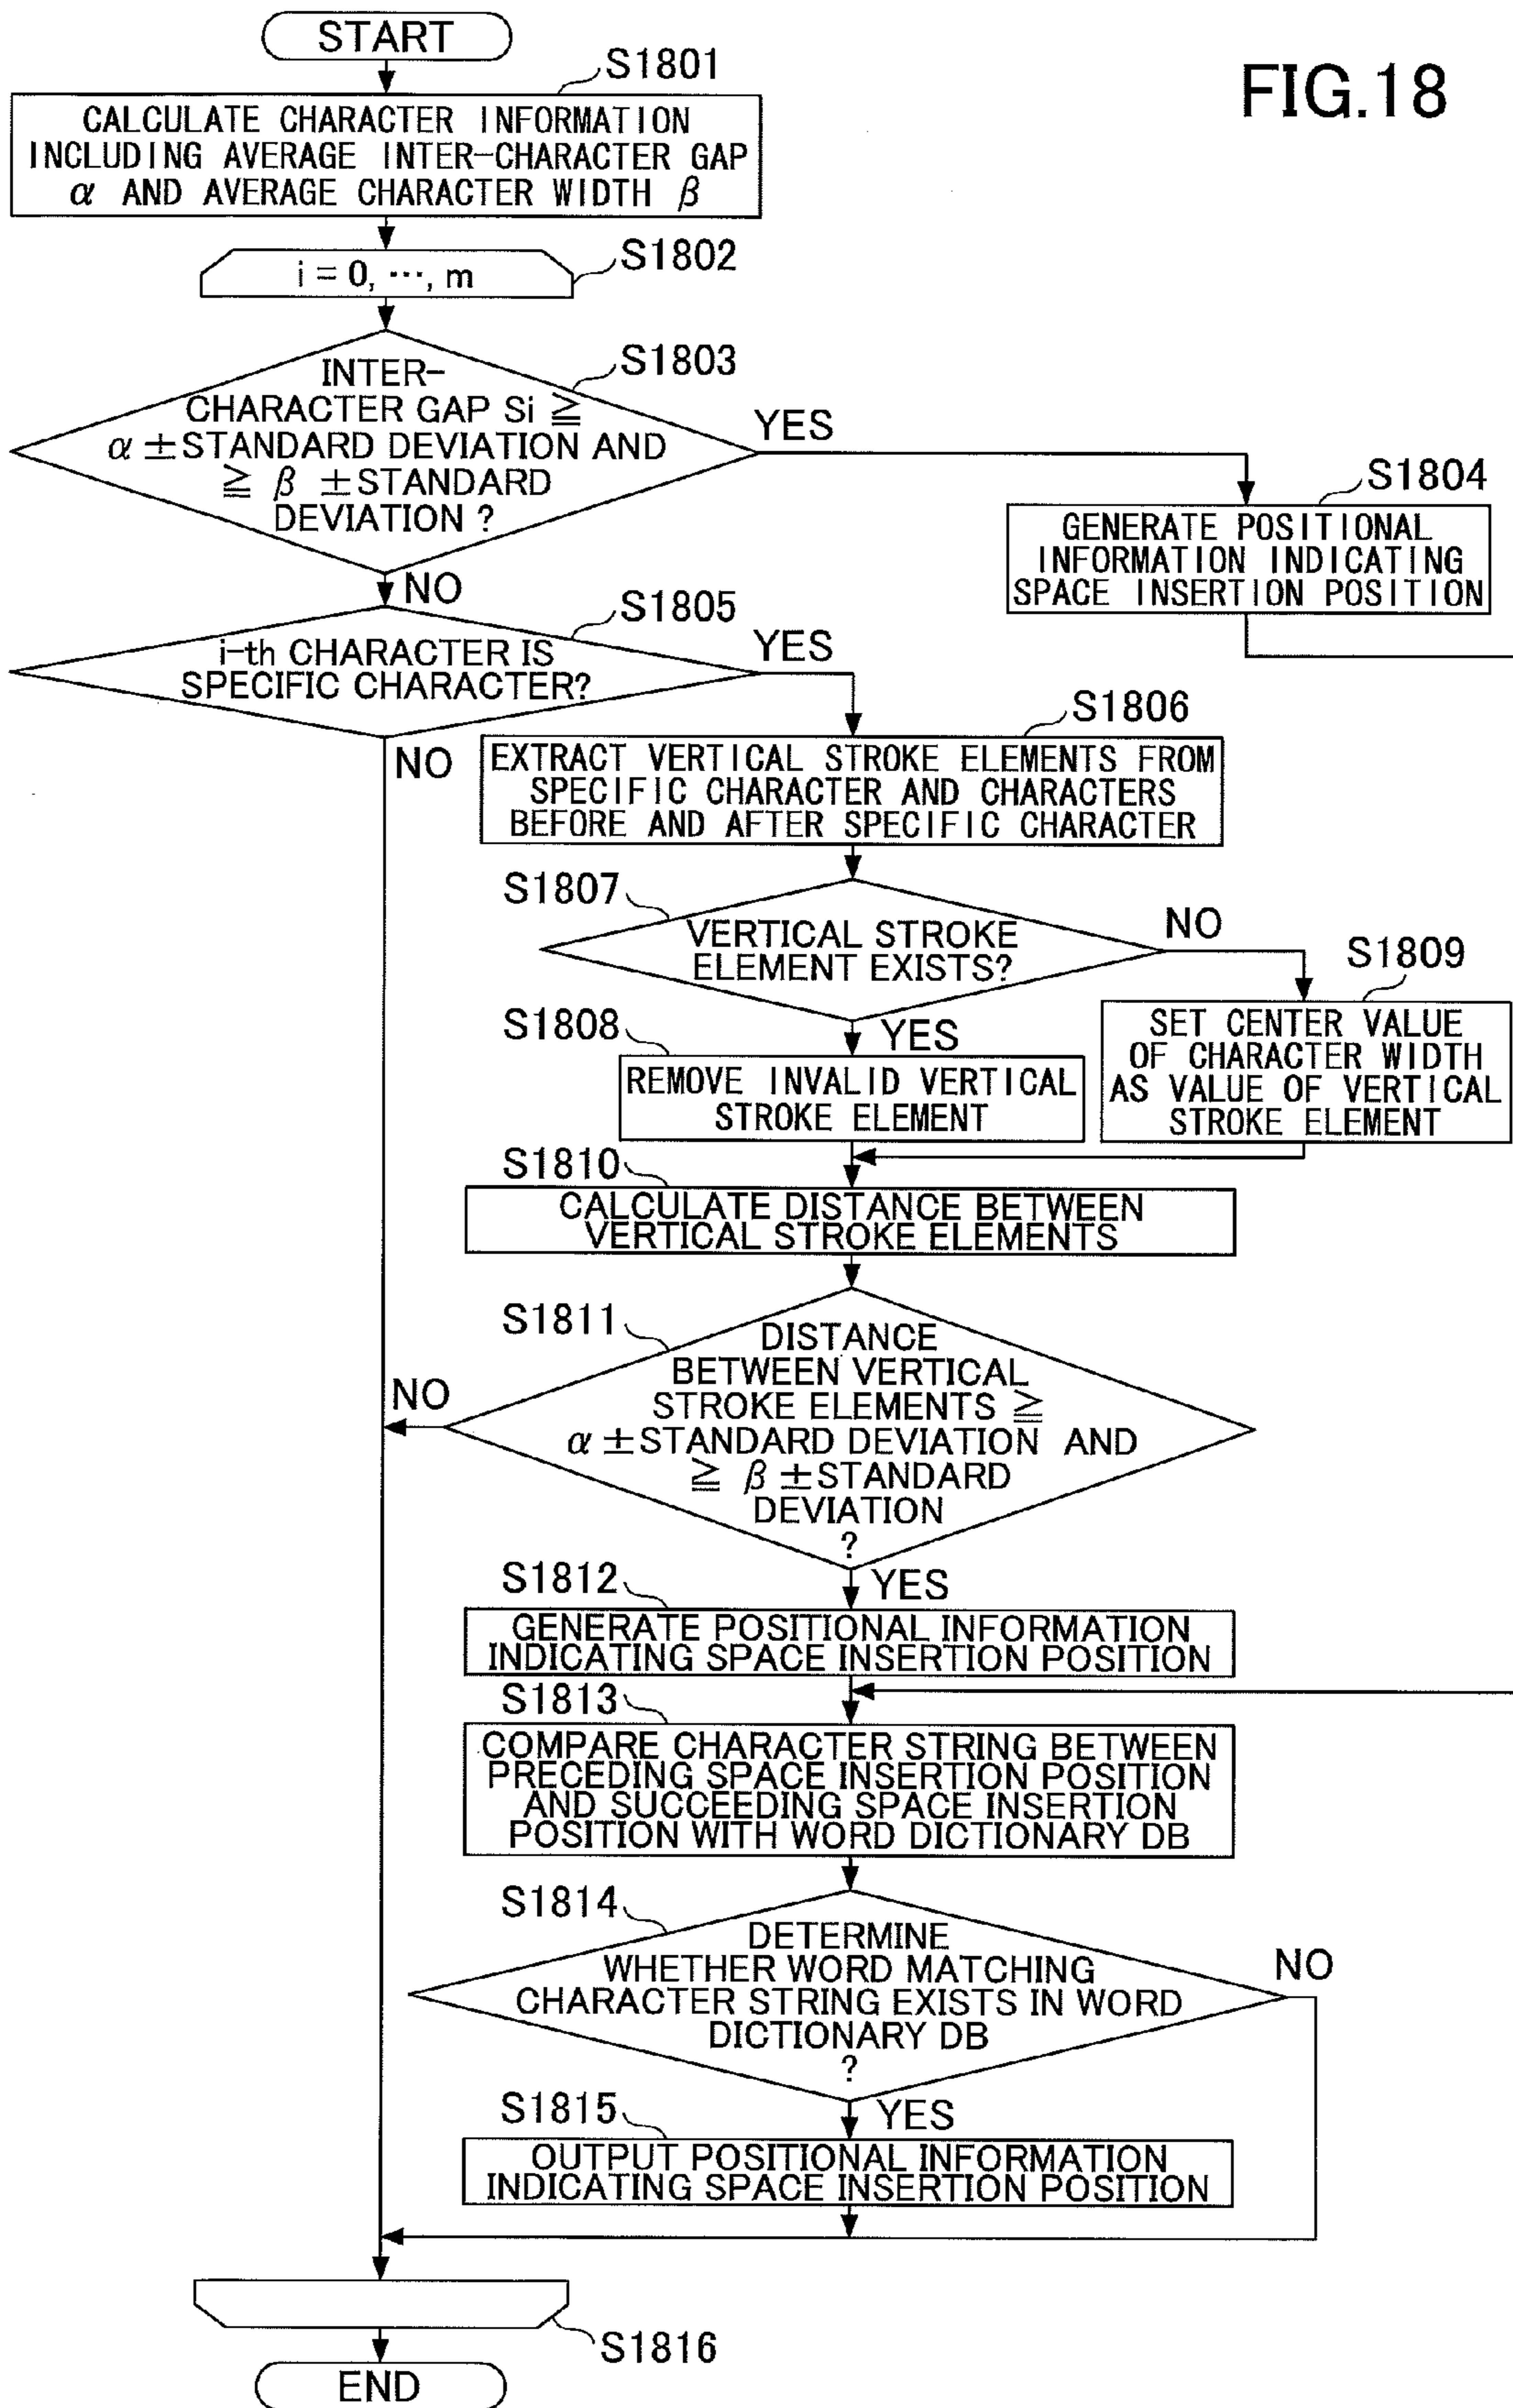 START
FIG.18
S1801
CALCULATE CHARACTER INFORMATION
INCLUDING AVERAGE INTER-CHARACTER GAP
α AND AVERAGE CHARACTER WIDTH β
S1802
i = 0, ···, m
S1803
INTER-
CHARACTER GAP Si ≧
α ±STANDARD DEVIATION AND
≧ β ±STANDARD
DEVIATION ?
YES
NO
S1804
GENERATE POSITIONAL
INFORMATION INDICATING
SPACE INSERTION POSITION
S1805
i-th CHARACTER IS
SPECIFIC CHARACTER?
YES
NO
S1806
EXTRACT VERTICAL STROKE ELEMENTS FROM
SPECIFIC CHARACTER AND CHARACTERS
BEFORE AND AFTER SPECIFIC CHARACTER
S1807
VERTICAL STROKE
ELEMENT EXISTS?
NO
YES
S1809
SET CENTER VALUE
OF CHARACTER WIDTH
AS VALUE OF VERTICAL
STROKE ELEMENT
S1808
REMOVE INVALID VERTICAL
STROKE ELEMENT
S1810
CALCULATE DISTANCE BETWEEN
VERTICAL STROKE ELEMENTS
S1811
DISTANCE
BETWEEN VERTICAL
STROKE ELEMENTS ≧
α ±STANDARD DEVIATION AND
≧ β ±STANDARD
DEVIATION
?
NO
YES
S1812
GENERATE POSITIONAL INFORMATION
INDICATING SPACE INSERTION POSITION
S1813
COMPARE CHARACTER STRING BETWEEN
PRECEDING SPACE INSERTION POSITION
AND SUCCEEDING SPACE INSERTION
POSITION WITH WORD DICTIONARY DB
S1814
DETERMINE
WHETHER WORD MATCHING
CHARACTER STRING EXISTS IN WORD
DICTIONARY DB
?
NO
YES
S1815
OUTPUT POSITIONAL INFORMATION
INDICATING SPACE INSERTION POSITION
S1816
END